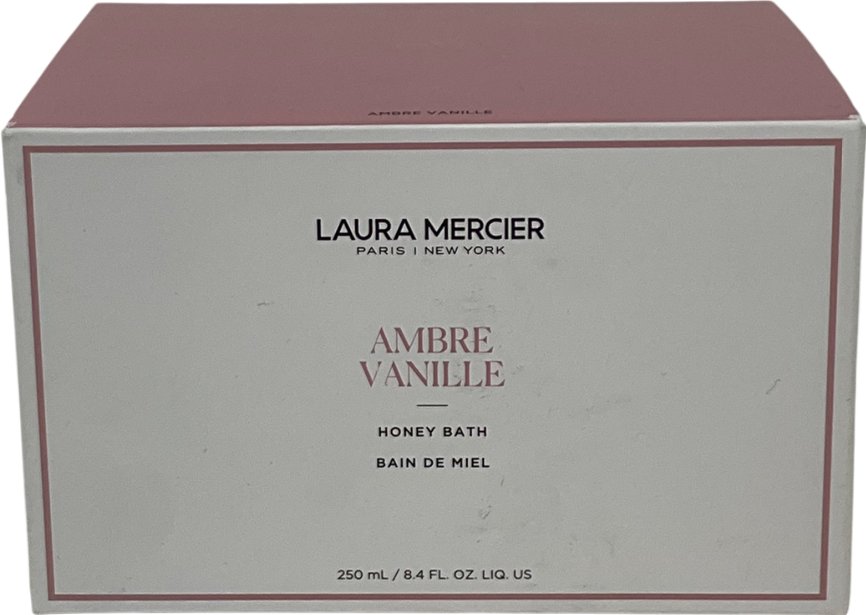 AMBRE VANILLE
LAURA MERCIER
PARIS | NEW YORK
AMBRE
VANILLE
HONEY BATH
BAIN DE MIEL
250 mL / 8.4 FL. OZ. LIQ. US